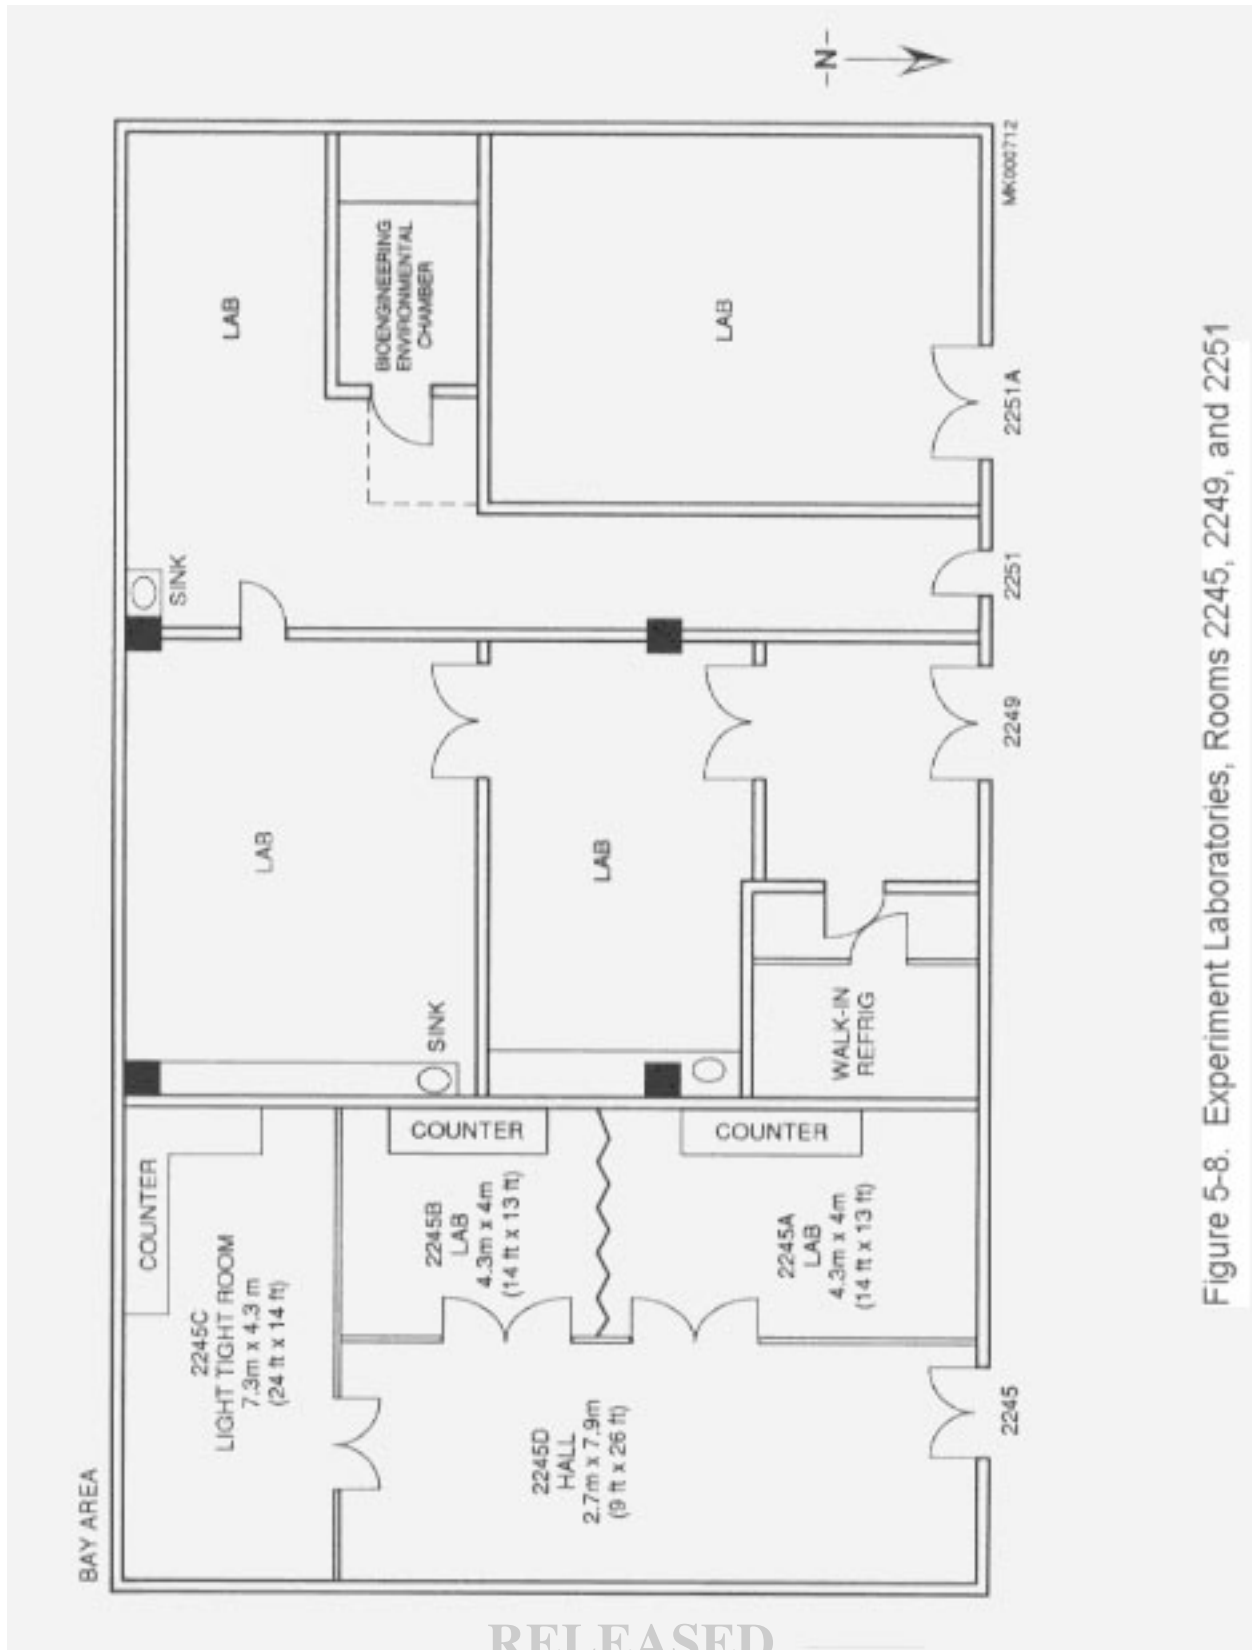 BAY AREA
2245C
LIGHT TIGHT ROOM
7.3m x 4.3 m
(24 ft x 14 ft)
COUNTER
2245D
HALL
2.7m x 7.9m
(9 ft x 26 ft)
2245B
LAB
4.3m x 4m
(14 ft x 13 ft)
COUNTER
2245A
LAB
4.3m x 4m
(14 ft x 13 ft)
COUNTER
2245
LAB
SINK
LAB
WALK-IN
REFRIG
2249
SINK
LAB
BIOENGINEERING
ENVIRONMENTAL
CHAMBER
2251
LAB
2251A
-N-
MK000712
Figure 5-8. Experiment Laboratories, Rooms 2245, 2249, and 2251
RELEASED